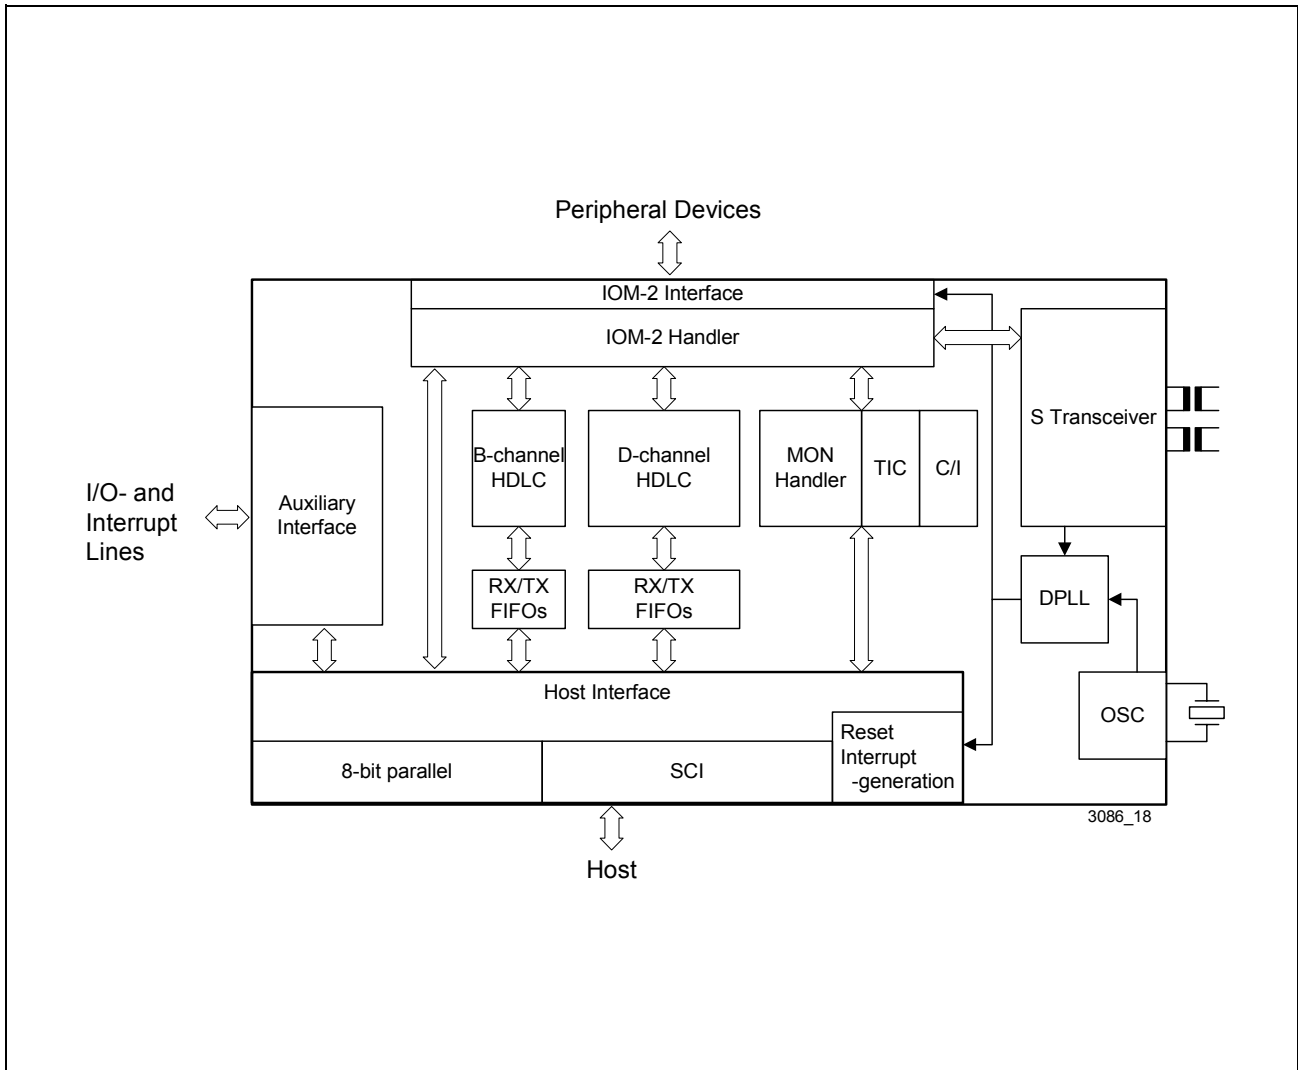 Peripheral Devices
IOM-2 Interface
IOM-2 Handler
S Transceiver
B-channel
HDLC
D-channel
HDLC
MON
Handler
TIC
C/I
I/O- and
Interrupt
Lines
Auxiliary
Interface
RX/TX
FIFOs
RX/TX
FIFOs
DPLL
Host Interface
OSC
Reset
Interrupt
-generation
8-bit parallel
SCI
3086_18
Host